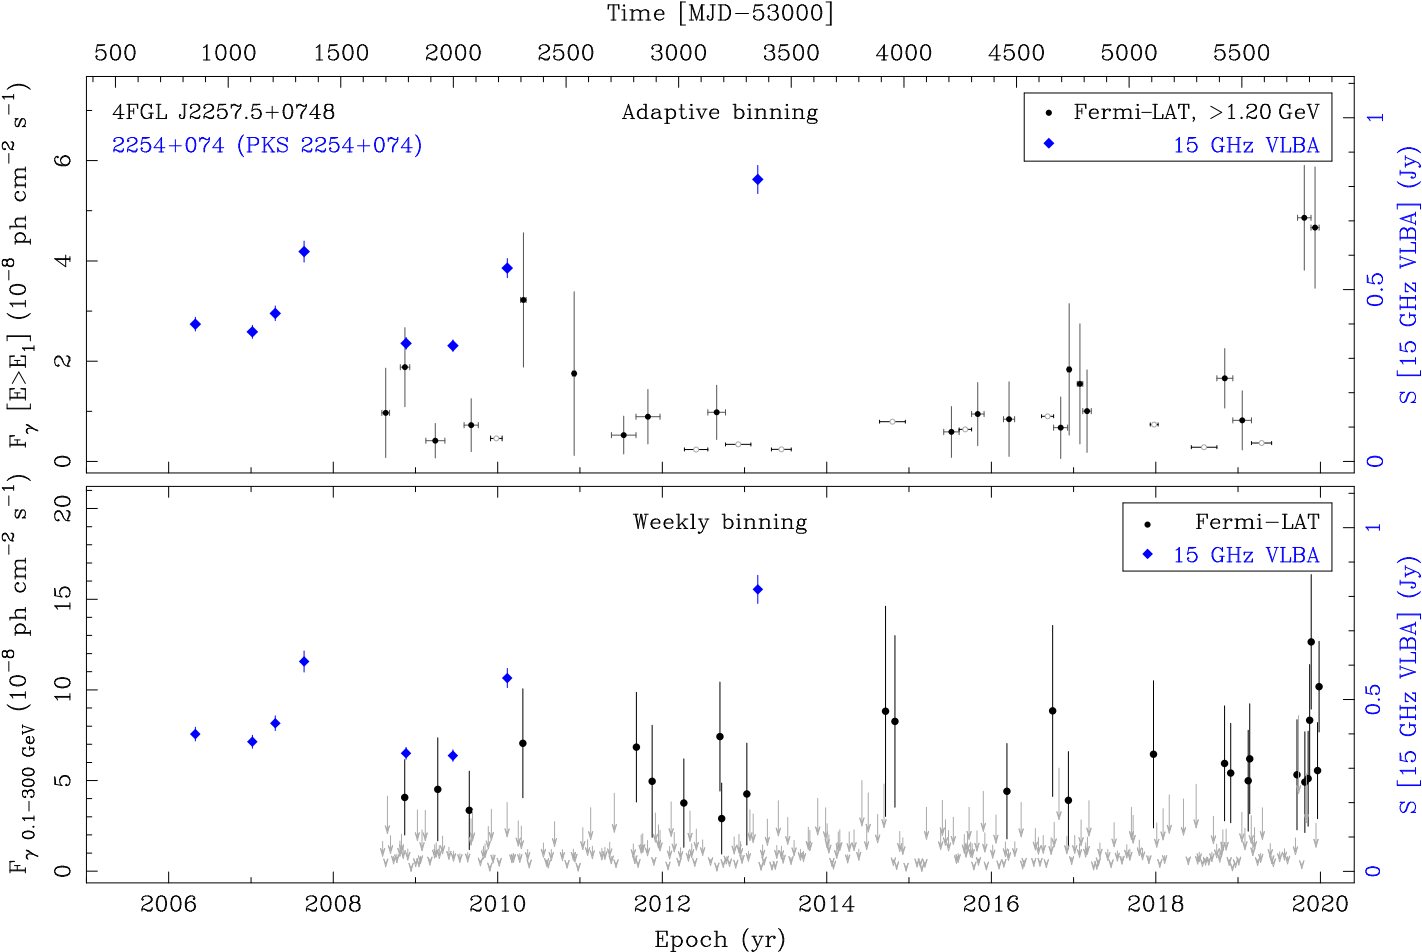 Time [MJD−53000]
500 1000 1500 2000 2500 3000 3500 4000 4500 5000 5500
4FGL J2257.5+0748
2254+074 (PKS 2254+074)
Adaptive binning
Fermi−LAT, >1.20 GeV
15 GHz VLBA
F_γ [E>E_1] (10^−8 ph cm^−2 s^−1)
6
4
2
0
S [15 GHz VLBA] (Jy)
1
0.5
0
Weekly binning
Fermi−LAT
15 GHz VLBA
F_γ 0.1−300 GeV (10^−8 ph cm^−2 s^−1)
20
15
10
5
0
S [15 GHz VLBA] (Jy)
1
0.5
0
2006 2008 2010 2012 2014 2016 2018 2020
Epoch (yr)